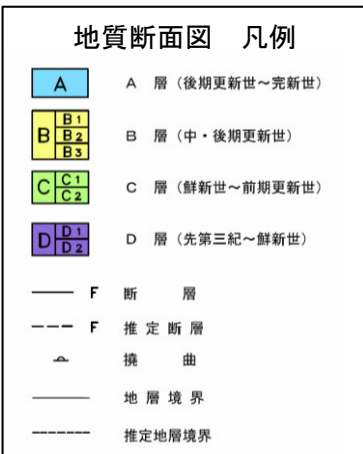 地質断面図 凡例
A A 層（後期更新世～完新世）
B B1 B2 B3 B 層（中・後期更新世）
C C1 C2 C 層（鮮新世～前期更新世）
D D1 D2 D 層（先第三紀～鮮新世）
F 断層
F 推定断層
撓曲
地層境界
推定地層境界